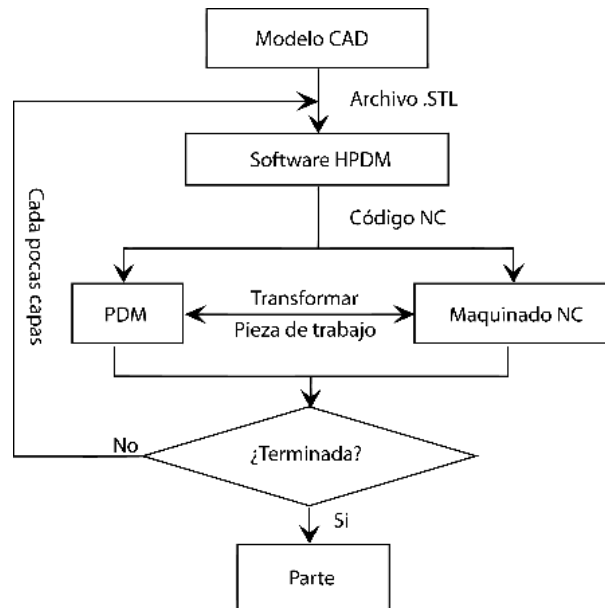 Modelo CAD
Archivo .STL
Software HPDM
Código NC
Cada pocas capas
PDM
Transformar
Pieza de trabajo
Maquinado NC
No
¿Terminada?
Si
Parte